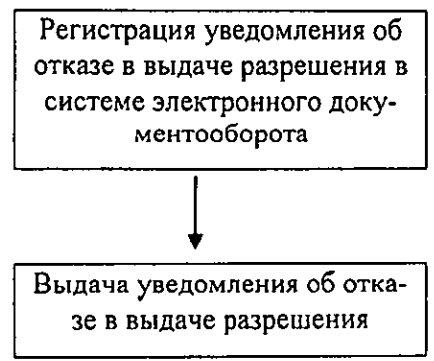 Регистрация уведомления об
отказе в выдаче разрешения в
системе электронного доку-
ментооборота
Выдача уведомления об отка-
зе в выдаче разрешения